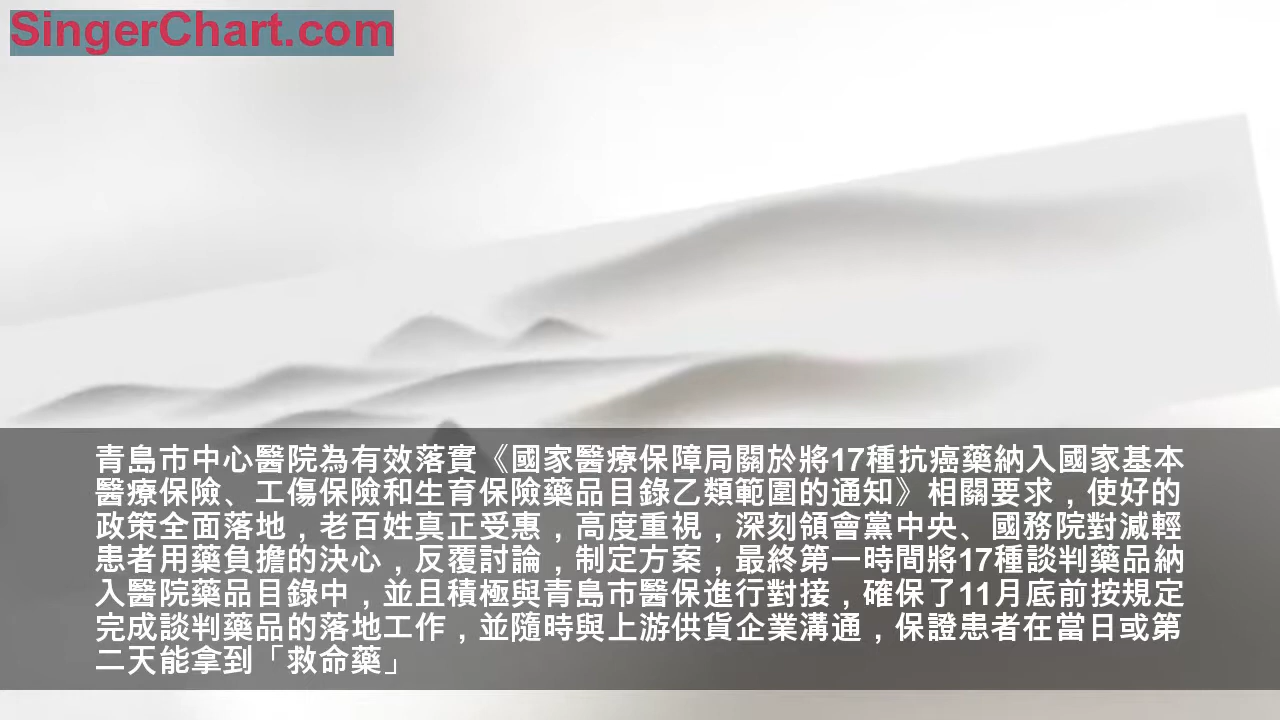 SingerChart.com
青島市中心醫院為有效落實《國家醫療保障局關於將17種抗癌藥納入國家基本
醫療保險、工傷保險和生育保險藥品目錄乙類範圍的通知》相關要求，使好的
政策全面落地，老百姓真正受惠，高度重視，深刻領會黨中央、國務院對減輕
患者用藥負擔的決心，反覆討論，制定方案，最終第一時間將17種談判藥品納
入醫院藥品目錄中，並且積極與青島市醫保進行對接，確保了11月底前按規定
完成談判藥品的落地工作，並隨時與上游供貨企業溝通，保證患者在當日或第
二天能拿到「救命藥」